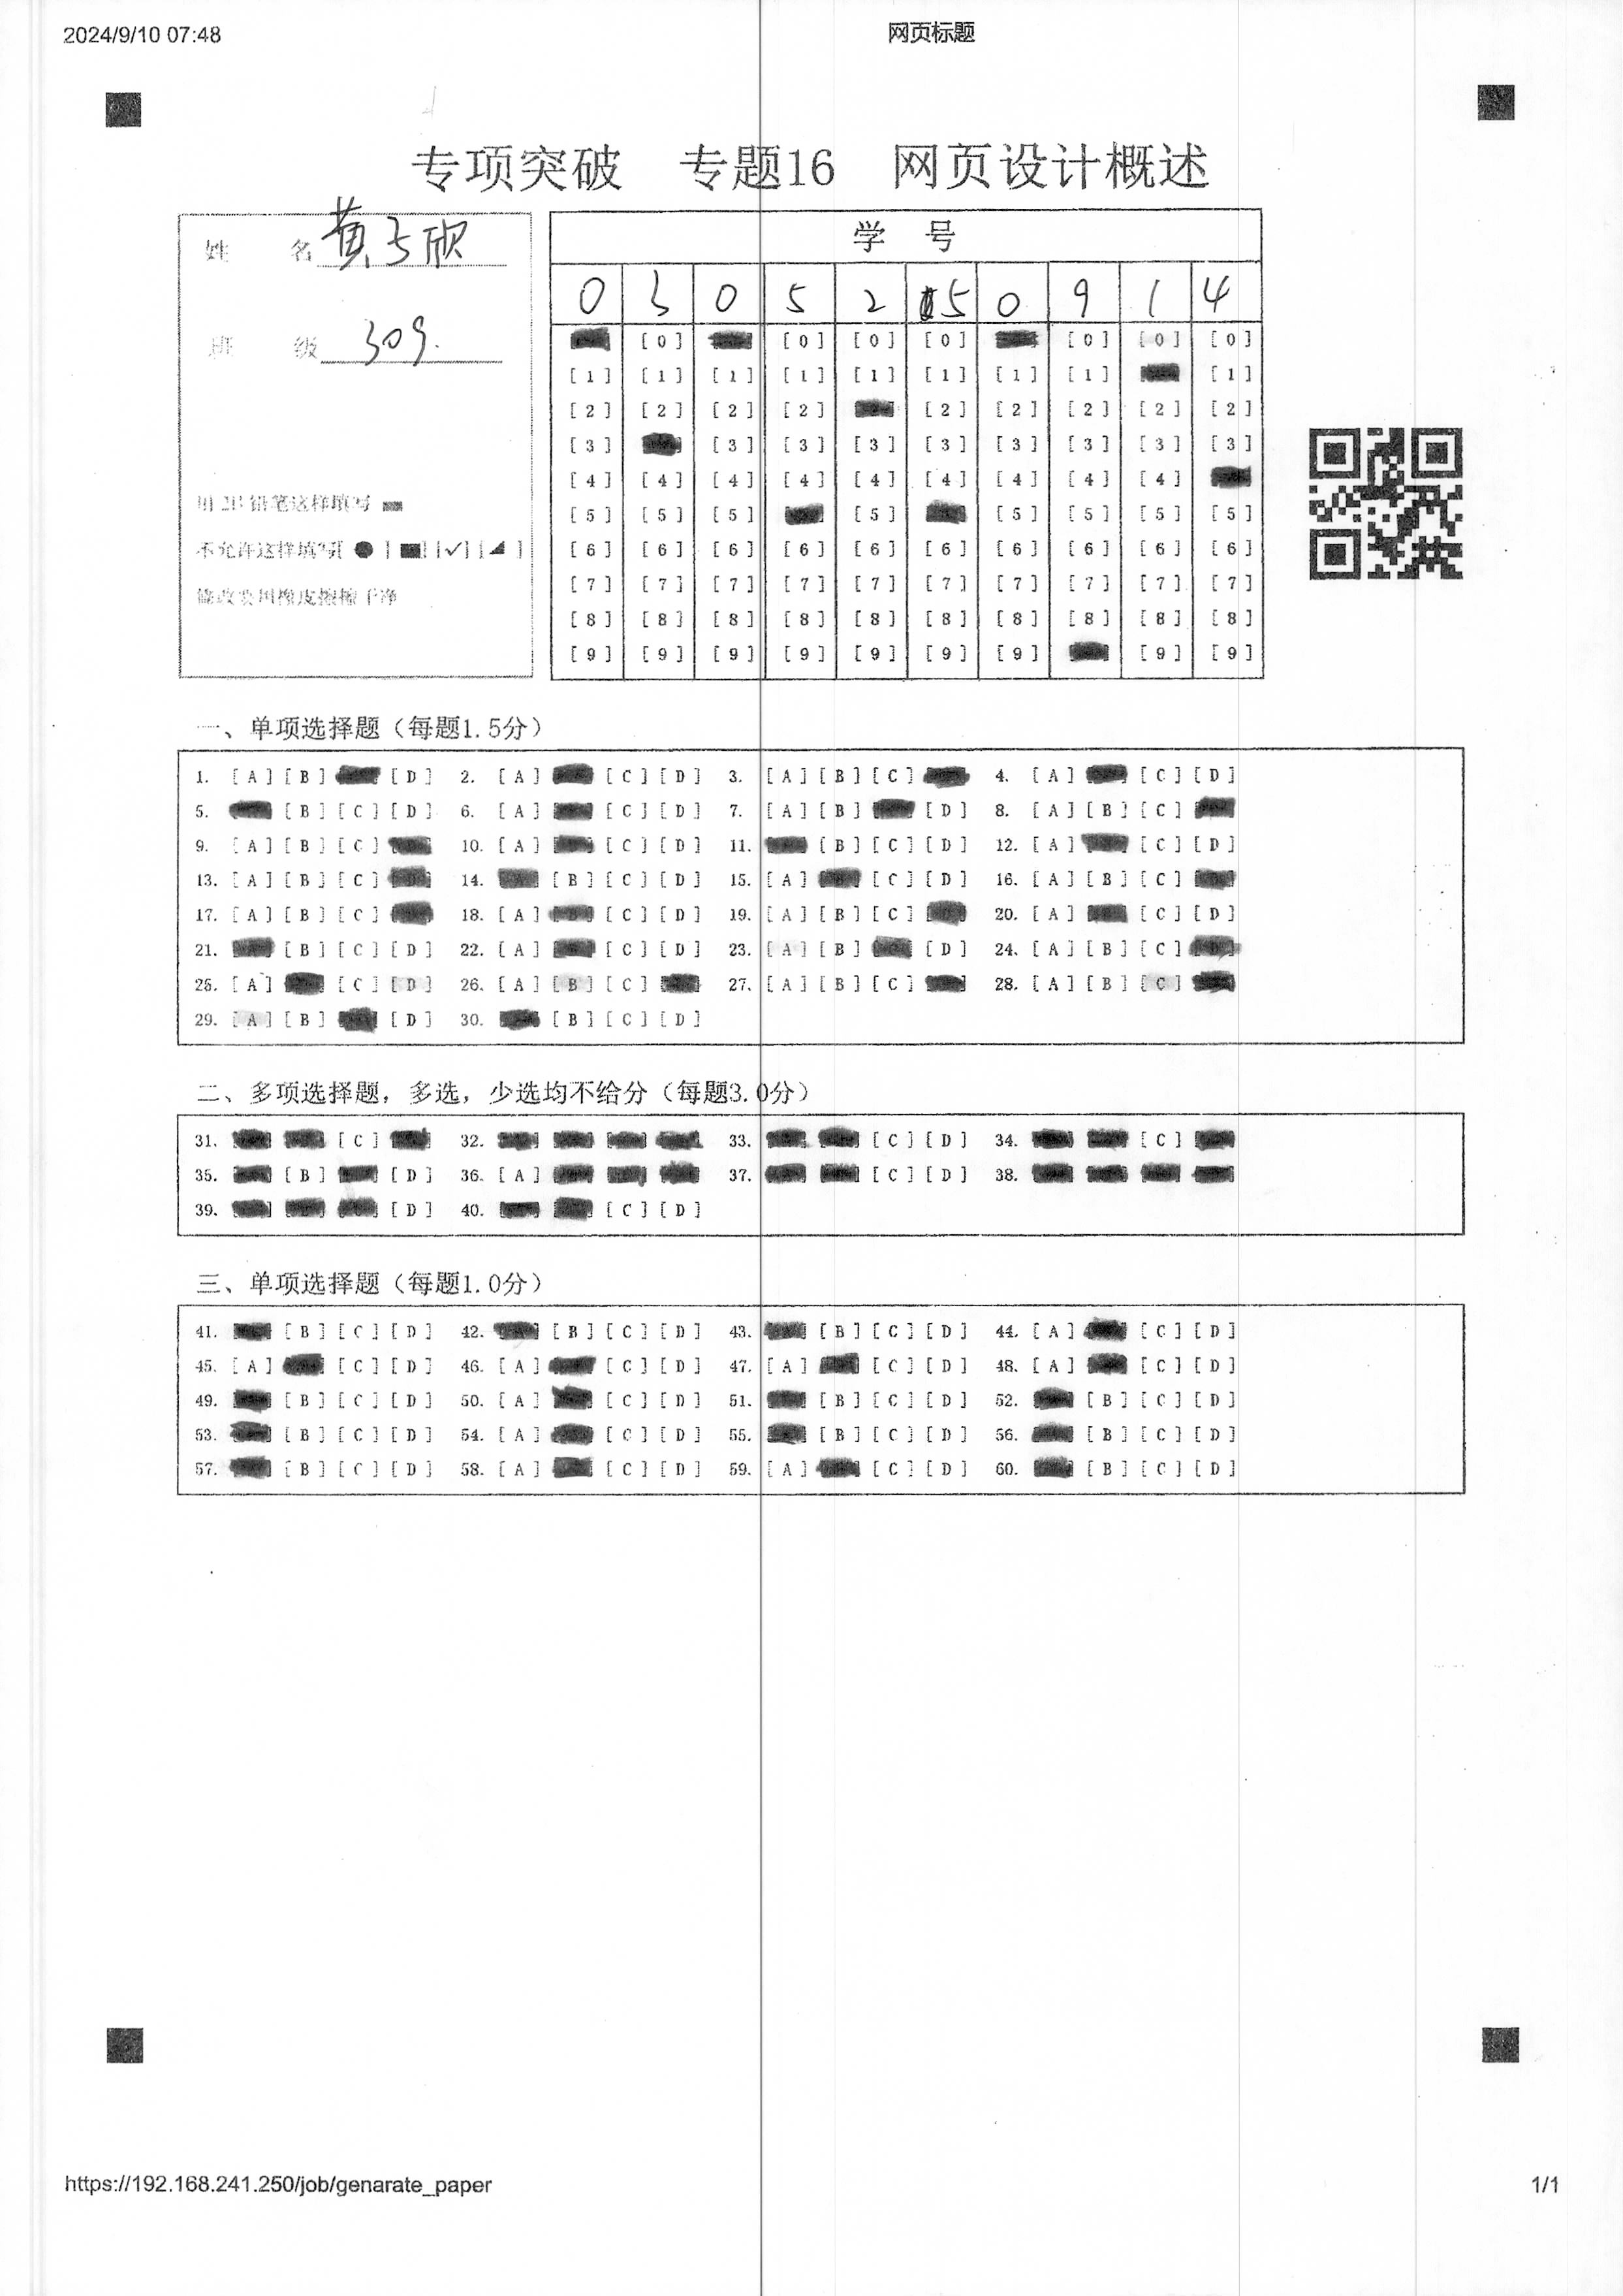 2024/9/10 07:48 网页标题
专项突破 专题16 网页设计概述
姓 名 黄子欣
班 级 309.
用2B铅笔这样填写
不允许这样填写[●][■][✓][◢]
修改要用橡皮擦擦干净
学 号
0 3 0 5 2 5 0 9 1 4
[0] [0] [0] [0] [0] [0] [0]
[1] [1] [1] [1] [1] [1] [1] [1] [1]
[2] [2] [2] [2] [2] [2] [2] [2] [2]
[3] [3] [3] [3] [3] [3] [3] [3] [3]
[4] [4] [4] [4] [4] [4] [4] [4] [4]
[5] [5] [5] [5] [5] [5] [5] [5]
[6] [6] [6] [6] [6] [6] [6] [6] [6] [6]
[7] [7] [7] [7] [7] [7] [7] [7] [7] [7]
[8] [8] [8] [8] [8] [8] [8] [8] [8] [8]
[9] [9] [9] [9] [9] [9] [9] [9] [9]
一、单项选择题（每题1.5分）
1. [A] [B] [D] 2. [A] [C] [D] 3. [A] [B] [C] 4. [A] [C] [D]
5. [B] [C] [D] 6. [A] [C] [D] 7. [A] [B] [D] 8. [A] [B] [C]
9. [A] [B] [C] 10. [A] [C] [D] 11. [B] [C] [D] 12. [A] [C] [D]
13. [A] [B] [C] 14. [B] [C] [D] 15. [A] [C] [D] 16. [A] [B] [C]
17. [A] [B] [C] 18. [A] [C] [D] 19. [A] [B] [C] 20. [A] [C] [D]
21. [B] [C] [D] 22. [A] [C] [D] 23. [A] [B] [D] 24. [A] [B] [C]
25. [A] [C] [D] 26. [A] [B] [C] 27. [A] [B] [C] 28. [A] [B] [C]
29. [A] [B] [D] 30. [B] [C] [D]
二、多项选择题，多选，少选均不给分（每题3.0分）
31. [C] 32. 33. [C] [D] 34. [C]
35. [B] [D] 36. [A] 37. [C] [D] 38.
39. [D] 40. [C] [D]
三、单项选择题（每题1.0分）
41. [B] [C] [D] 42. [B] [C] [D] 43. [B] [C] [D] 44. [A] [C] [D]
45. [A] [C] [D] 46. [A] [C] [D] 47. [A] [C] [D] 48. [A] [C] [D]
49. [B] [C] [D] 50. [A] [C] [D] 51. [B] [C] [D] 52. [B] [C] [D]
53. [B] [C] [D] 54. [A] [C] [D] 55. [B] [C] [D] 56. [B] [C] [D]
57. [B] [C] [D] 58. [A] [C] [D] 59. [A] [C] [D] 60. [B] [C] [D]
https://192.168.241.250/job/genarate_paper 1/1